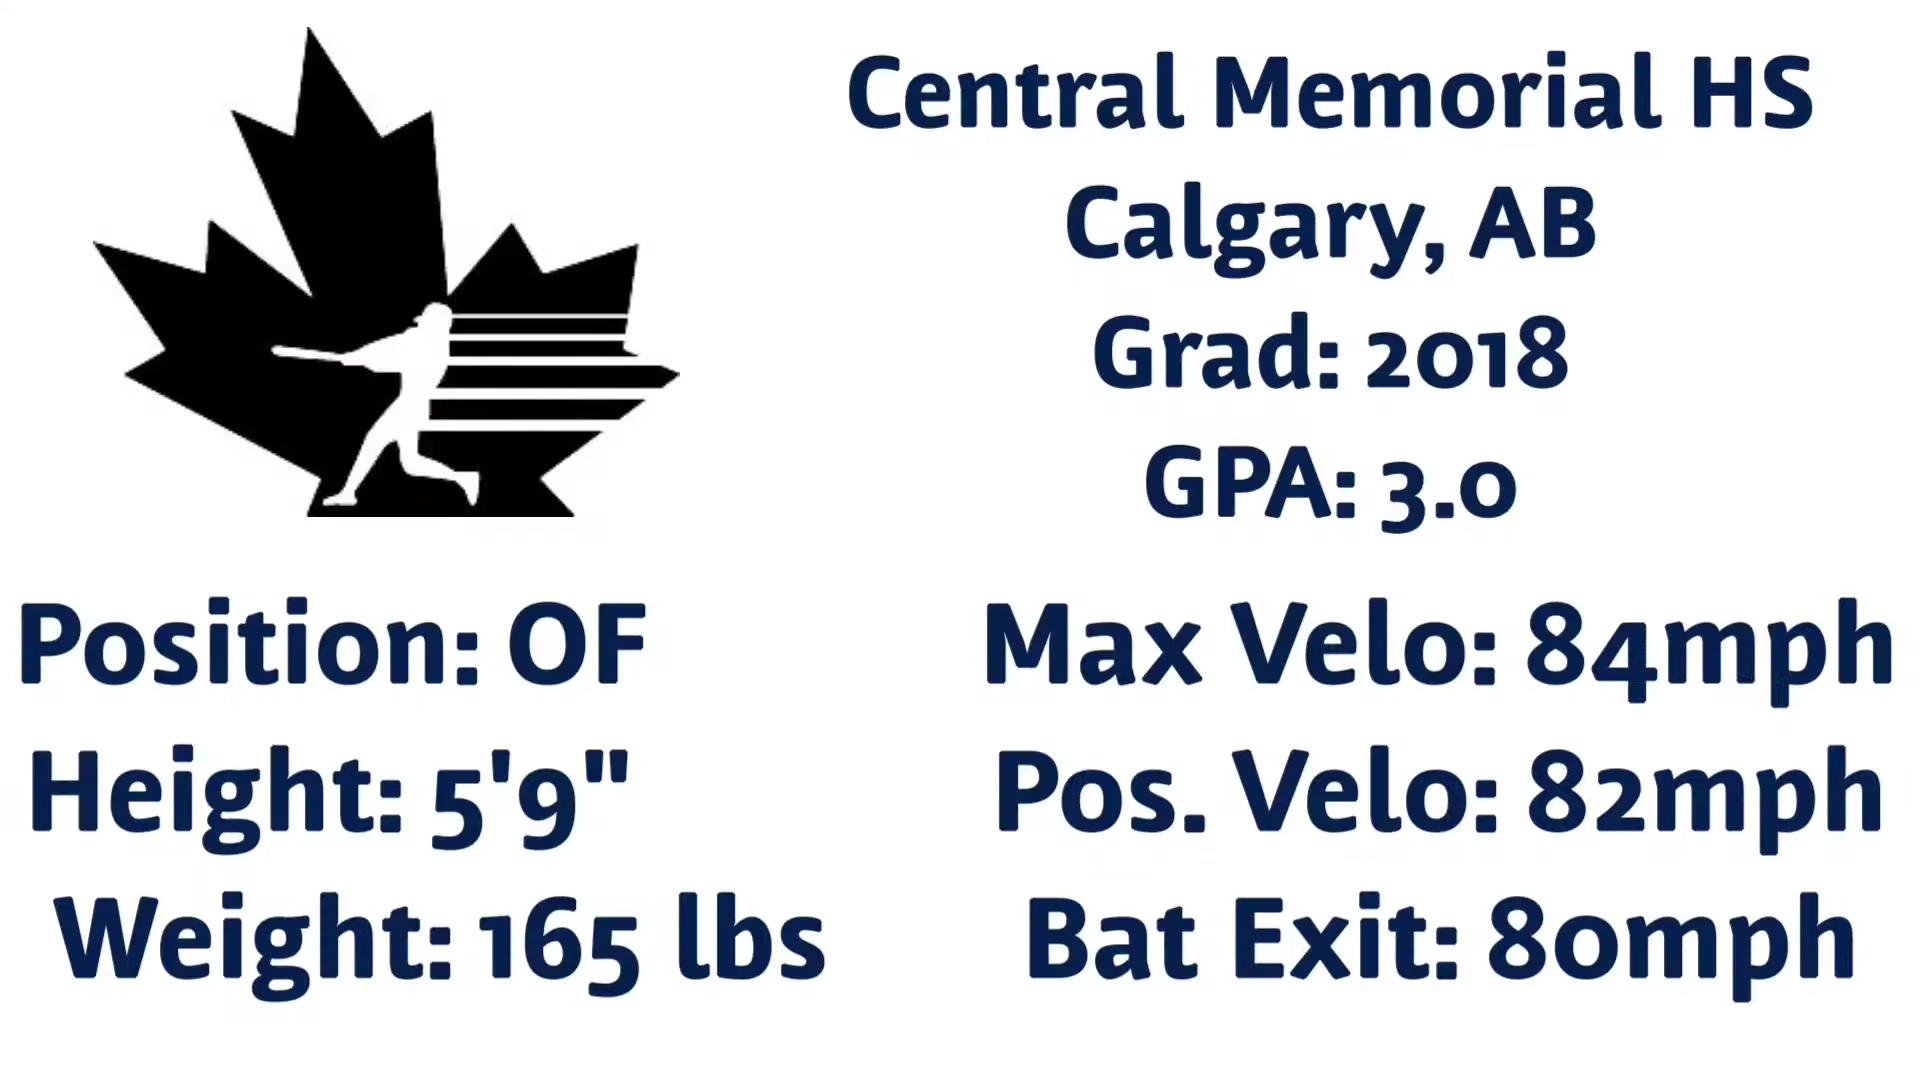 Central Memorial HS
Calgary, AB
Grad: 2018
GPA: 3.0
Position: OF
Height: 5'9"
Weight: 165 lbs
Max Velo: 84mph
Pos. Velo: 82mph
Bat Exit: 80mph